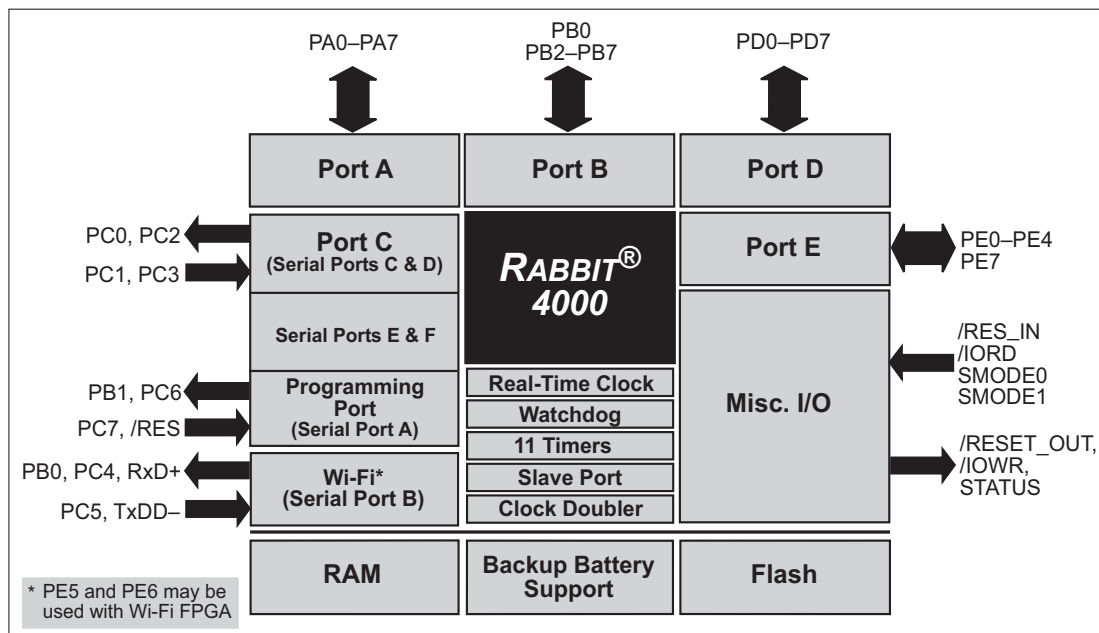 PA0–PA7
PB0
PB2–PB7
PD0–PD7
Port A
Port B
Port D
PC0, PC2
PC1, PC3
Port C
(Serial Ports C & D)
RABBIT®
4000
Port E
PE0–PE4
PE7
Serial Ports E & F
/RES_IN
/IORD
SMODE0
SMODE1
PB1, PC6
PC7, /RES
Programming
Port
(Serial Port A)
Real-Time Clock
Watchdog
11 Timers
Slave Port
Clock Doubler
Misc. I/O
/RESET_OUT,
/IOWR,
STATUS
PB0, PC4, RxD+
PC5, TxDD–
Wi-Fi*
(Serial Port B)
RAM
Backup Battery
Support
Flash
* PE5 and PE6 may be
used with Wi-Fi FPGA